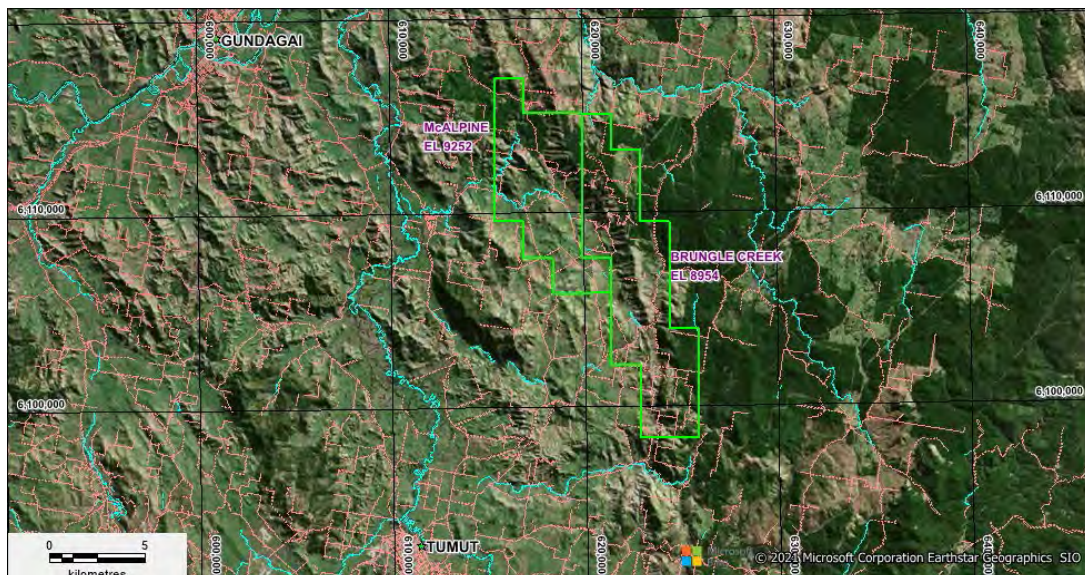 600,000
610,000
620,000
630,000
640,000
GUNDAGAI
McALPINE
EL 9252
6,110,000
6,110,000
BRUNGLE CREEK
EL 8954
6,100,000
6,100,000
0 5
kilometres
600,000
610,000
TUMUT
620,000
Microsoft
© 2021 Microsoft Corporation Earthstar Geographics SIO